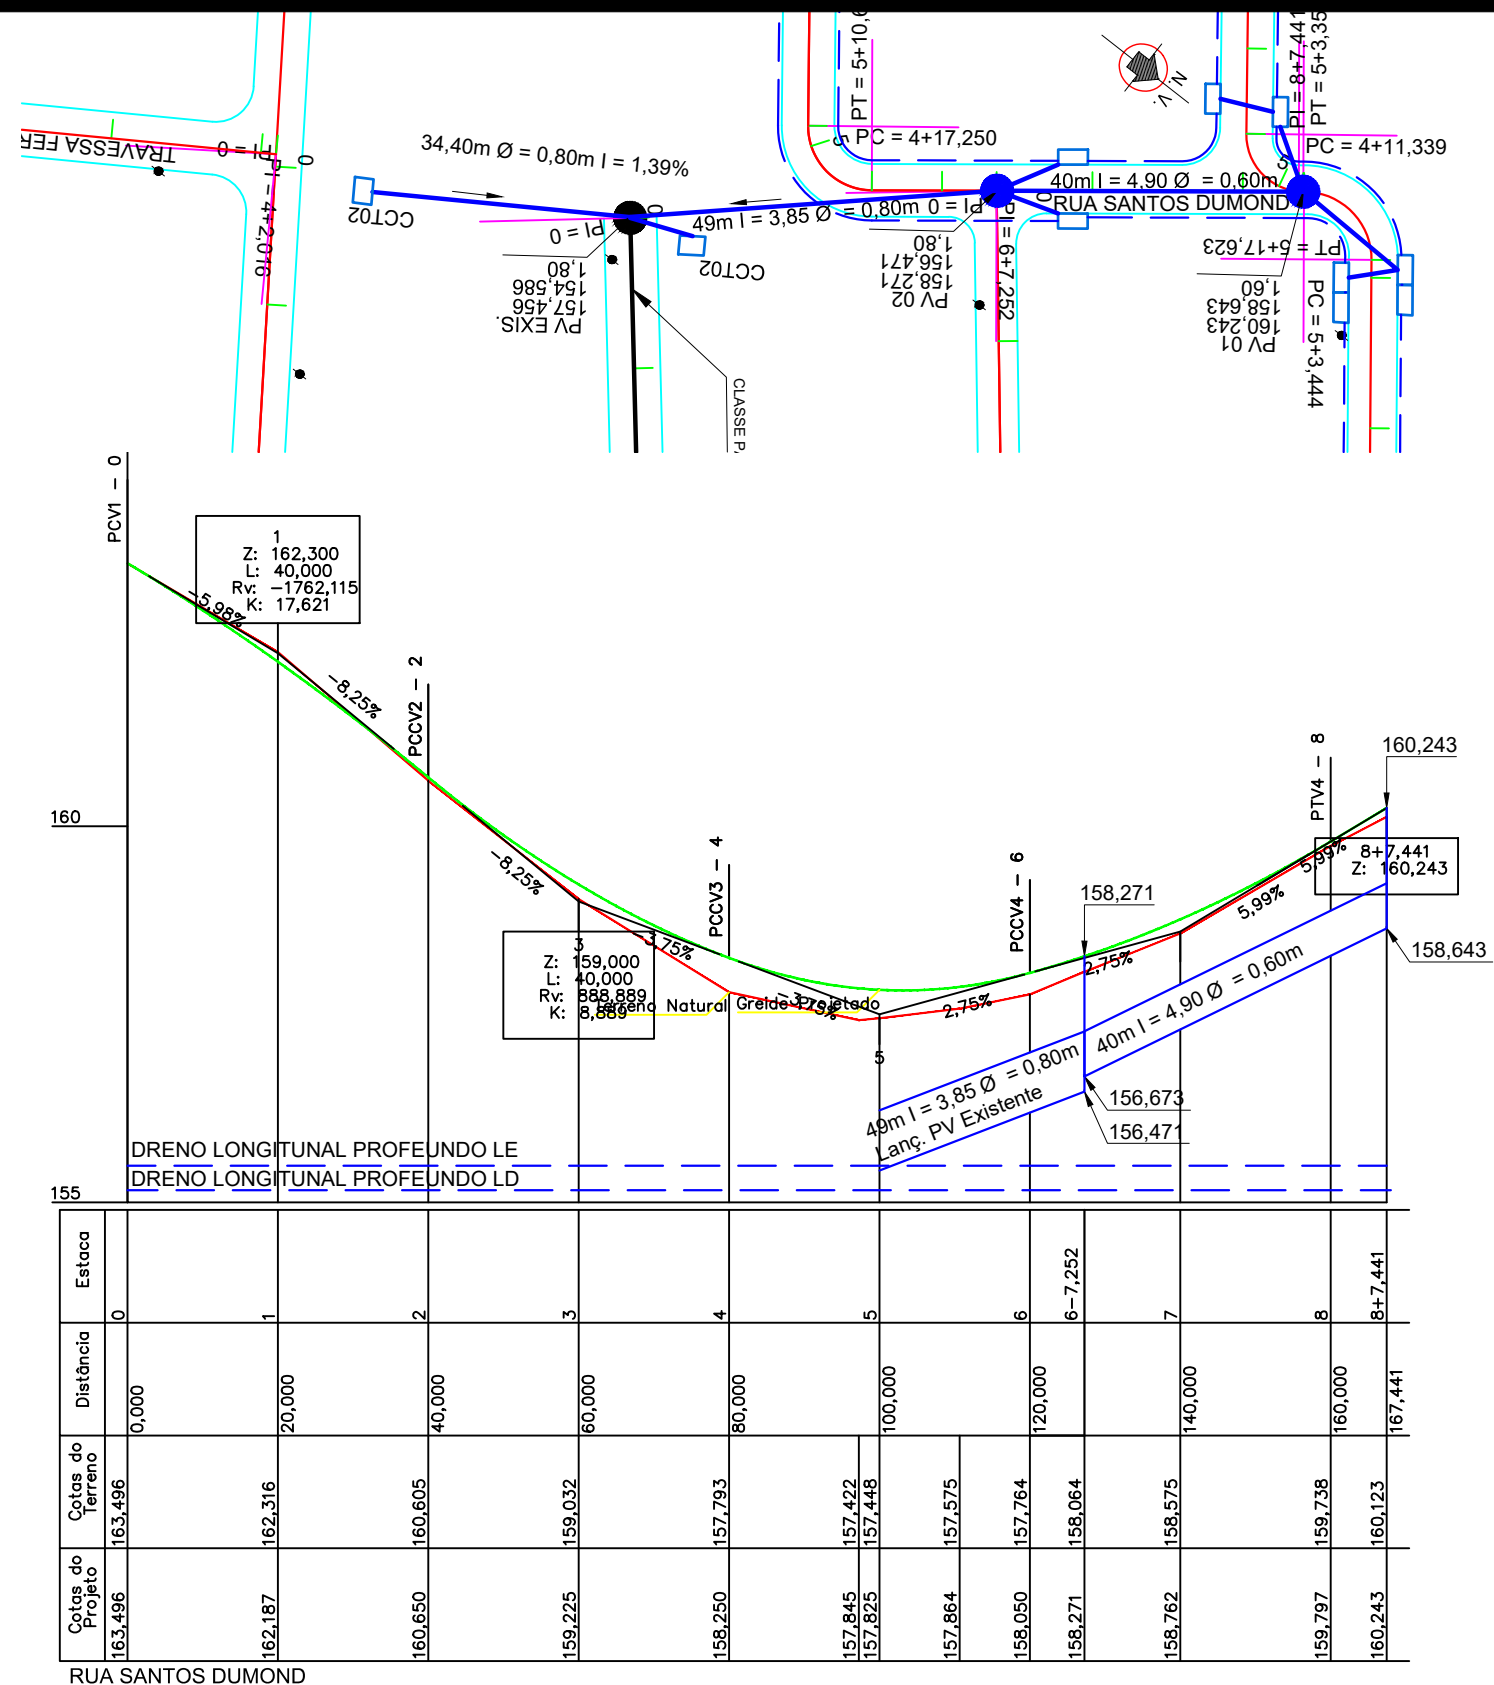 TRAVESSA FER
PI = 0
0
PI = 4+2,016
34,40m Ø = 0,80m I = 1,39%
CCT02
PI = 0
0
1,80
154,586
157,456
PV EXIS.
CCT02
CLASSE P
49m I = 3,85 Ø = 0,80m
PT = 5+10,6
5
PC = 4+17,250
PI = 0
0
1,80
156,471
158,271
PV 02
PI = 6+7,252
40m I = 4,90 Ø = 0,60m
RUA SANTOS DUMOND
N. V.
PI = 8+7,441
PT = 5+3,35
5
PC = 4+11,339
PT = 5+17,623
1,60
158,643
160,243
PV 01
PC = 5+3,444
PCV1 - 0
1
Z: 162,300
L: 40,000
Rv: -1762,115
K: 17,621
-5,98%
-8,25%
PCCV2 - 2
-8,25%
160
3
Z: 159,000
L: 40,000
Rv: 888,889
K: 8,889
-3,75%
PCCV3 - 4
Terreno Natural
Greide Projetado
-3,75%
5
2,75%
PCCV4 - 6
158,271
2,75%
5,99%
PTV4 - 8
5,99%
160,243
8+7,441
Z: 160,243
158,643
40m I = 4,90 Ø = 0,60m
49m I = 3,85 Ø = 0,80m
Lanç. PV Existente
156,673
156,471
DRENO LONGITUNAL PROFEUNDO LE
DRENO LONGITUNAL PROFEUNDO LD
155
Estaca 0 1 2 3 4 5 6 6-7,252 7 8 8+7,441
Distância 0,000 20,000 40,000 60,000 80,000 100,000 120,000 140,000 160,000 167,441
Cotas do
Terreno 163,496 162,316 160,605 159,032 157,793 157,422 157,448 157,575 157,764 158,064 158,575 159,738 160,123
Cotas do
Projeto 163,496 162,187 160,650 159,225 158,250 157,845 157,825 157,864 158,050 158,271 158,762 159,797 160,243
RUA SANTOS DUMOND